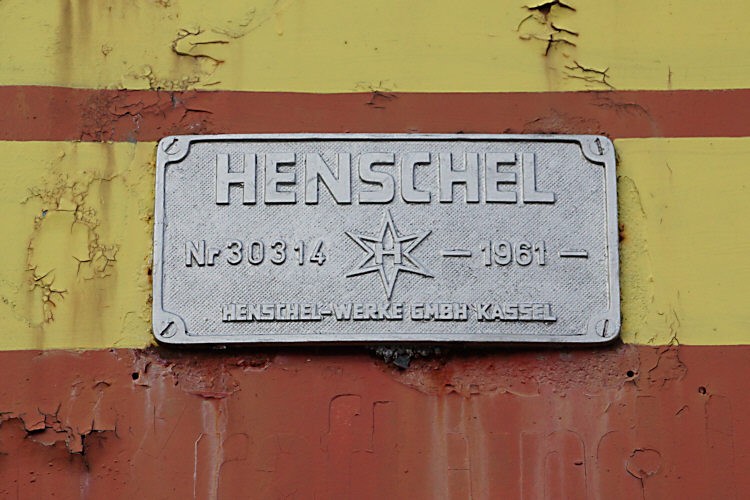 HENSCHEL
Nr 30314 H — 1961 —
HENSCHEL-WERKE GMBH KASSEL